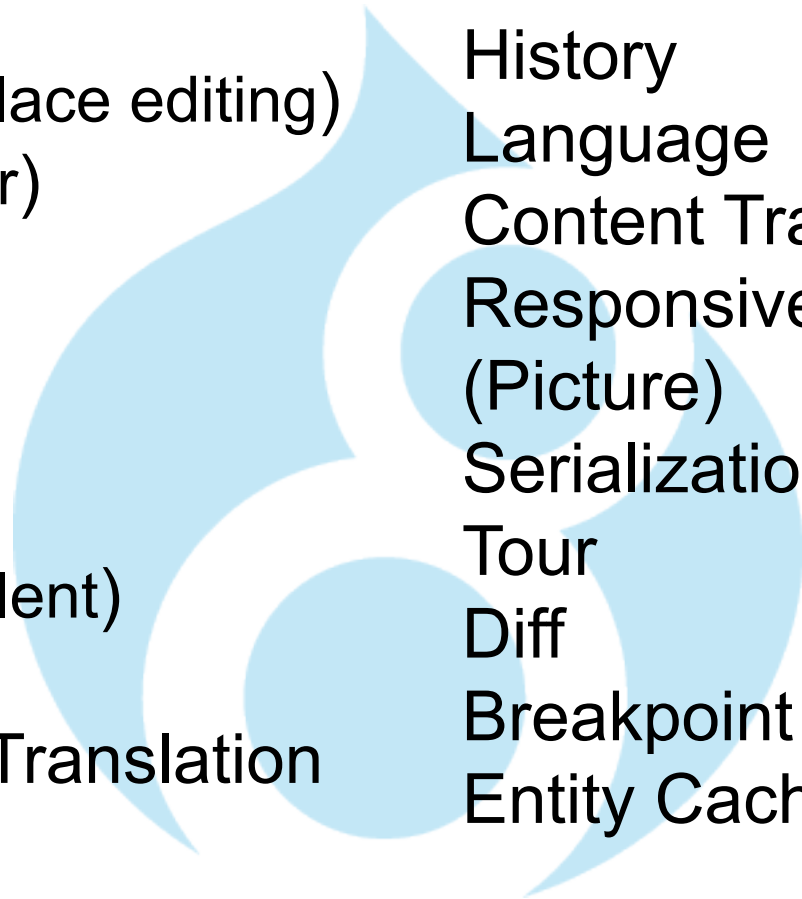 lace editing)
r)
lent)
Translation
History
Language
Content Tra
Responsive
(Picture)
Serializatio
Tour
Diff
Breakpoint
Entity Cach